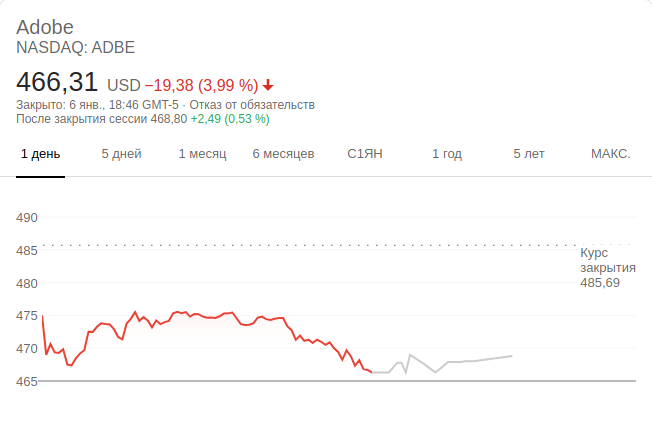 Adobe
NASDAQ: ADBE
466,31 USD −19,38 (3,99 %)
Закрыто: 6 янв., 18:46 GMT-5 · Отказ от обязательств
После закрытия сессии 468,80 +2,49 (0,53 %)
1 день 5 дней 1 месяц 6 месяцев С1ЯН 1 год 5 лет МАКС.
490
485
Курс
закрытия
485,69
480
475
470
465